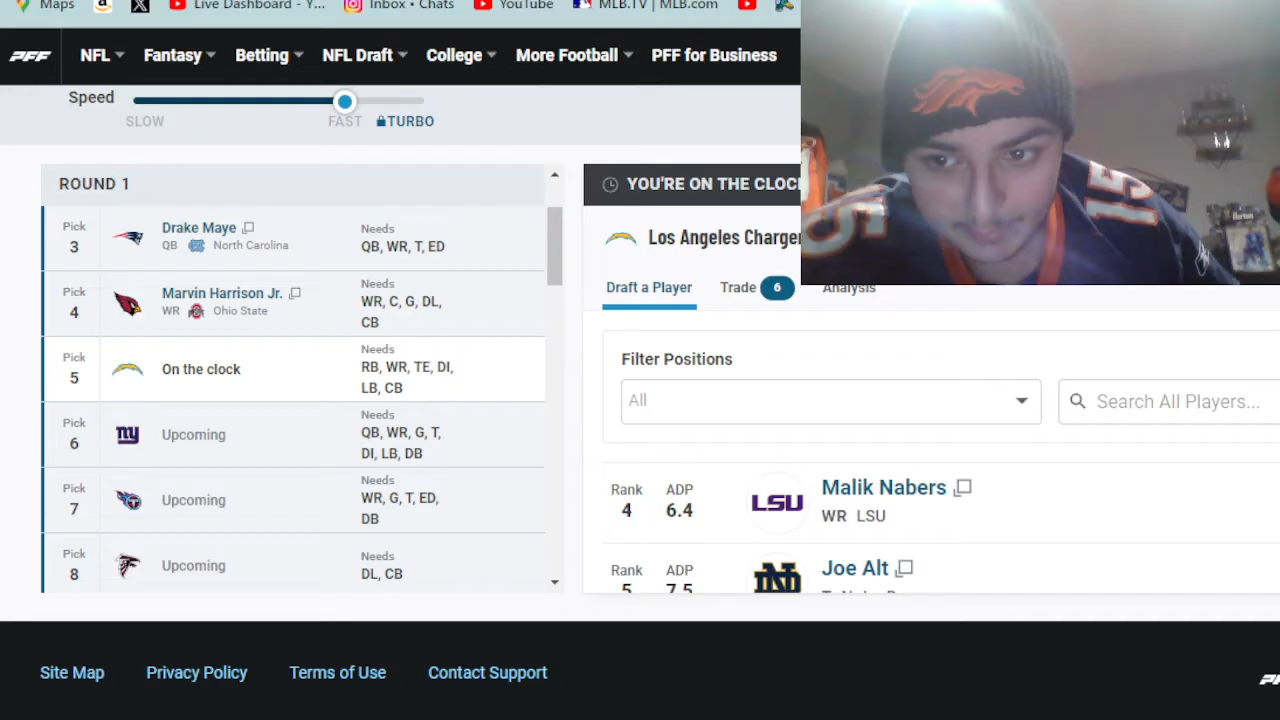 Maps
Live Dashboard - Y...
Inbox • Chats
YouTube
MLB.TV | MLB.com
PFF
NFL
Fantasy
Betting
NFL Draft
College
More Football
PFF for Business
Speed
SLOW
FAST
TURBO
ROUND 1
Pick
3
Drake Maye
QB North Carolina
Needs
QB, WR, T, ED
Pick
4
Marvin Harrison Jr.
WR Ohio State
Needs
WR, C, G, DL,
CB
Pick
5
On the clock
Needs
RB, WR, TE, DI,
LB, CB
Pick
6
ny
Upcoming
Needs
QB, WR, G, T,
DI, LB, DB
Pick
7
Upcoming
Needs
WR, G, T, ED,
DB
Pick
8
Upcoming
Needs
DL, CB
YOU'RE ON THE CLOC
Los Angeles Charger
Draft a Player
Trade 6
Analysis
Filter Positions
All
Search All Players...
Rank
4
ADP
6.4
LSU
Malik Nabers
WR LSU
Rank
5
ADP
7.5
ND
Joe Alt
15
Site Map
Privacy Policy
Terms of Use
Contact Support